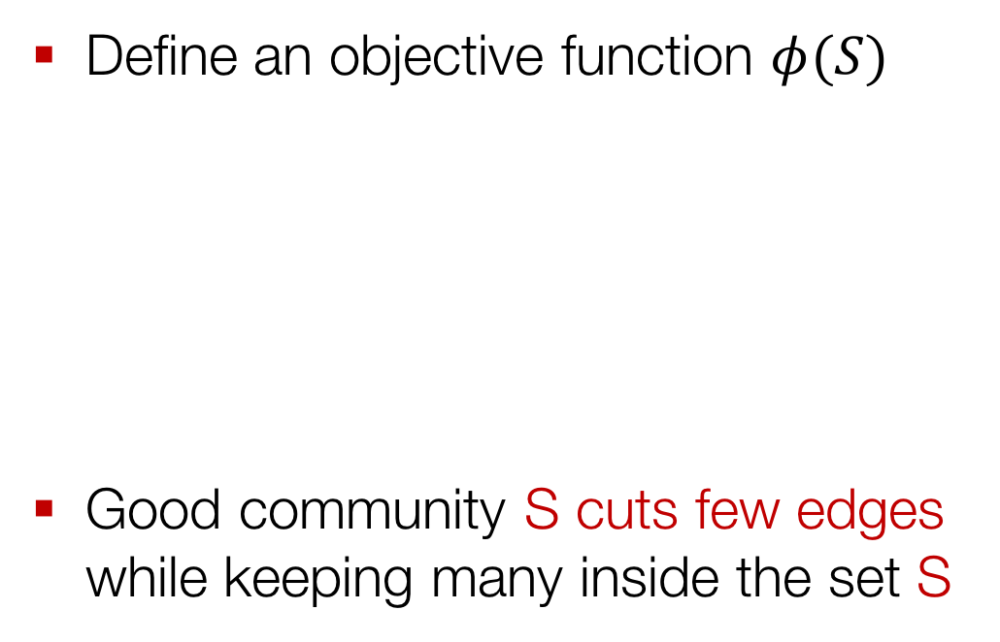 ▪ Define an objective function 𝜙(𝑆)
▪ Good community S cuts few edges
while keeping many inside the set S